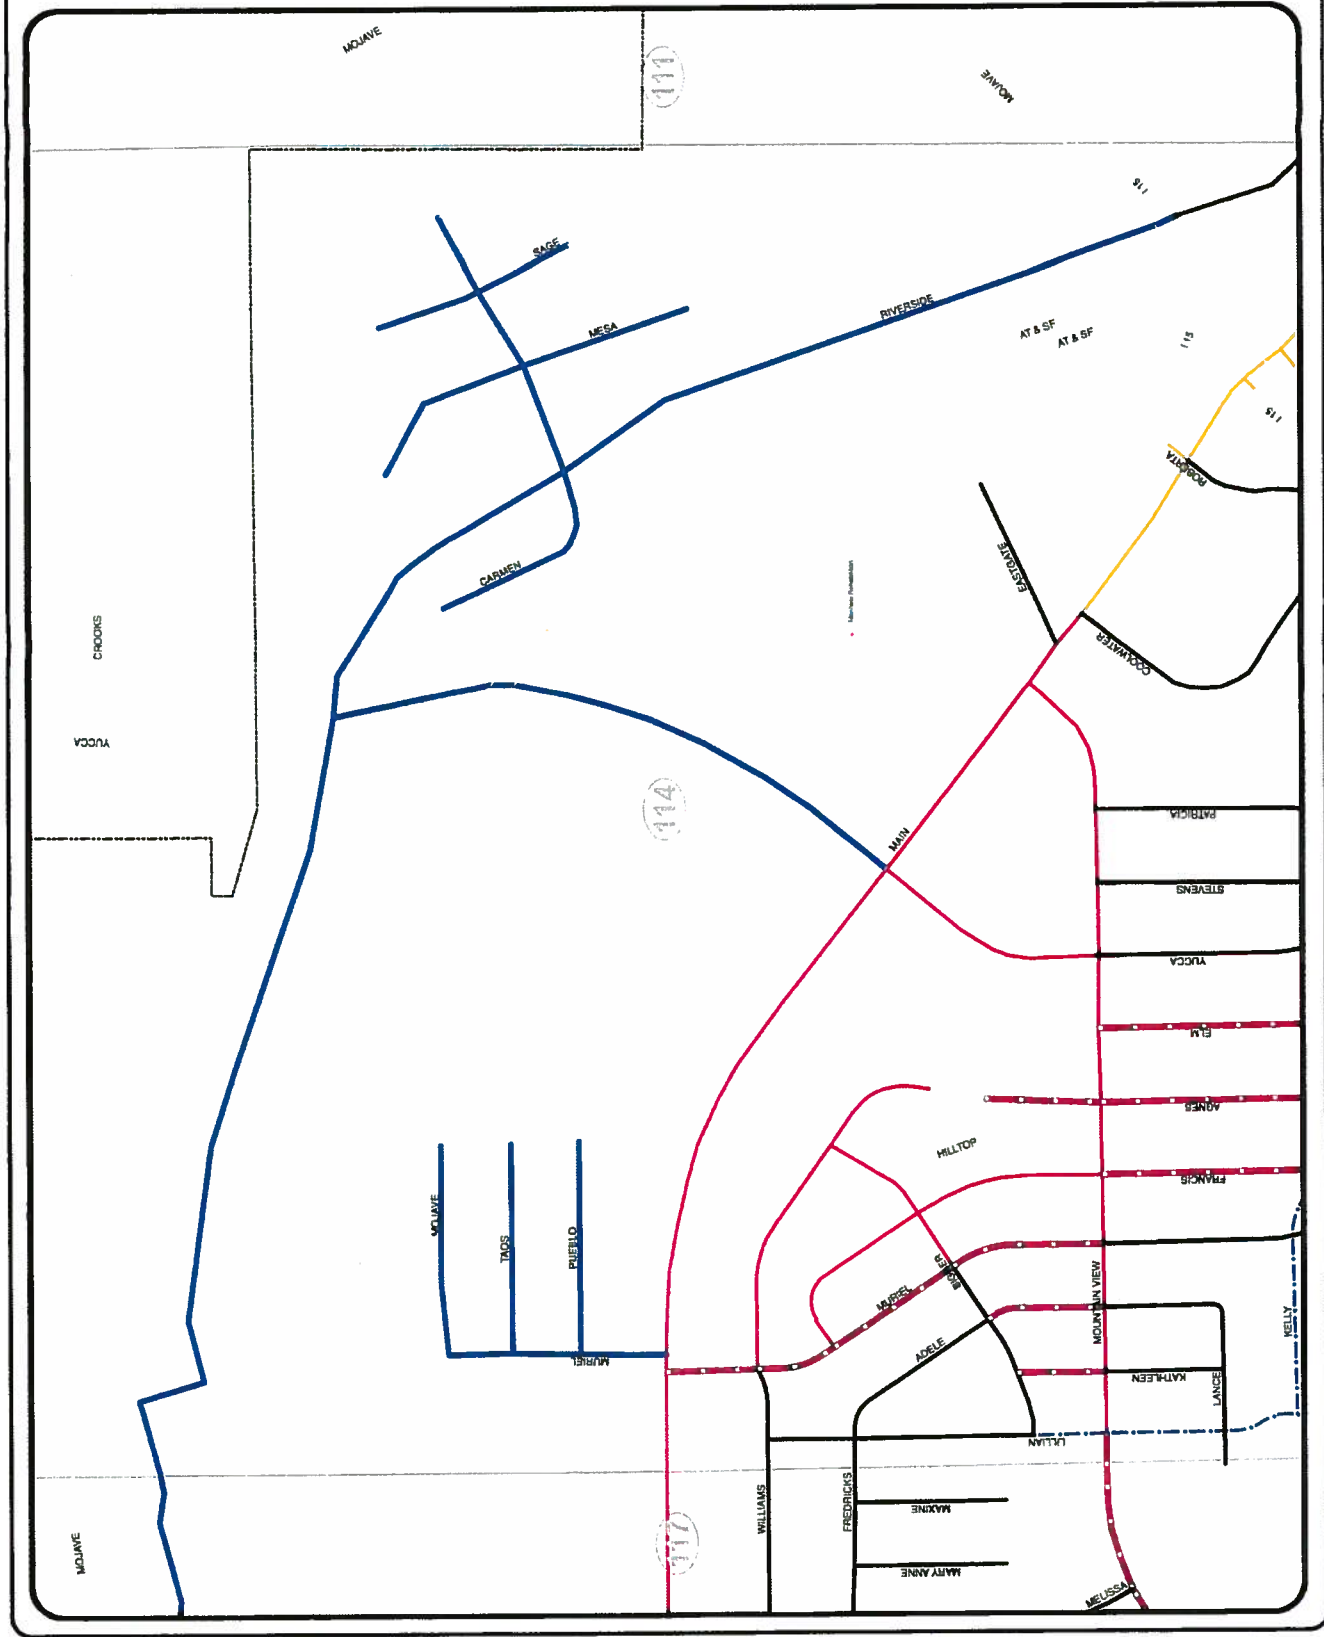 MOJAVE
111
MOJAVE
I 15
SAGE
RIVERSIDE
MESA
AT & SF
AT & SF
I 15
I 15
ROBERTA
EASTGATE
CARMEN
CROOKS
COOLWATER
YUCCA
114
PATRICIA
MAIN
STEVENS
YUCCA
ELM
AGNES
HILLTOP
FRANCIS
MOJAVE
TAOS
PUEBLO
MURIEL
MOUNTAIN VIEW
KELLY
ADELE
MURIEL
KATHLEEN
LANCE
LILLIAN
WILLIAMS
FREDRICKS
MAXINE
117
MOJAVE
MARY ANNE
MELISSA